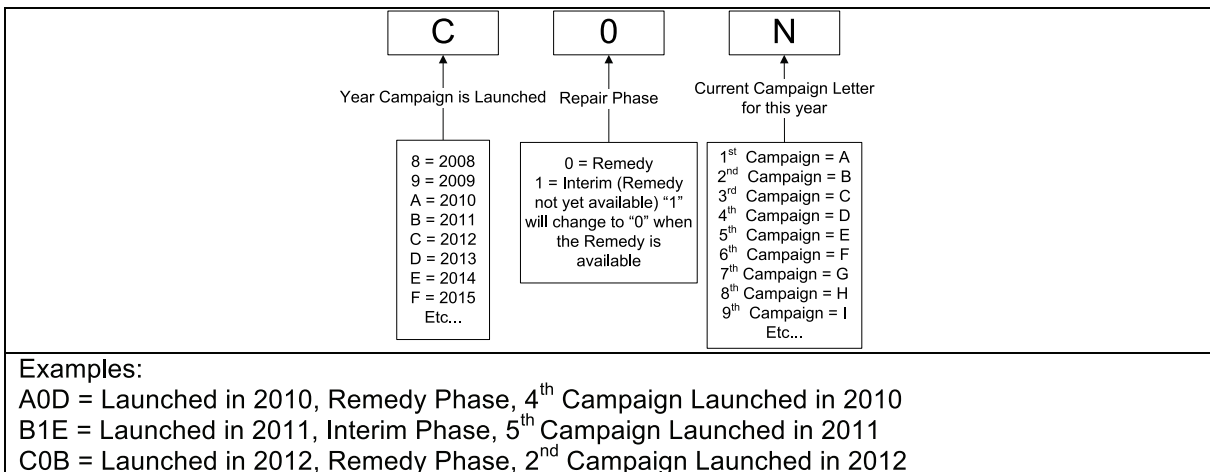 C 0 N
Year Campaign is Launched
Repair Phase
Current Campaign Letter
for this year
8 = 2008
9 = 2009
A = 2010
B = 2011
C = 2012
D = 2013
E = 2014
F = 2015
Etc...
0 = Remedy
1 = Interim (Remedy
not yet available) “1”
will change to “0” when
the Remedy is
available
1st Campaign = A
2nd Campaign = B
3rd Campaign = C
4th Campaign = D
5th Campaign = E
6th Campaign = F
7th Campaign = G
8th Campaign = H
9th Campaign = I
Etc...
Examples:
A0D = Launched in 2010, Remedy Phase, 4th Campaign Launched in 2010
B1E = Launched in 2011, Interim Phase, 5th Campaign Launched in 2011
C0B = Launched in 2012, Remedy Phase, 2nd Campaign Launched in 2012